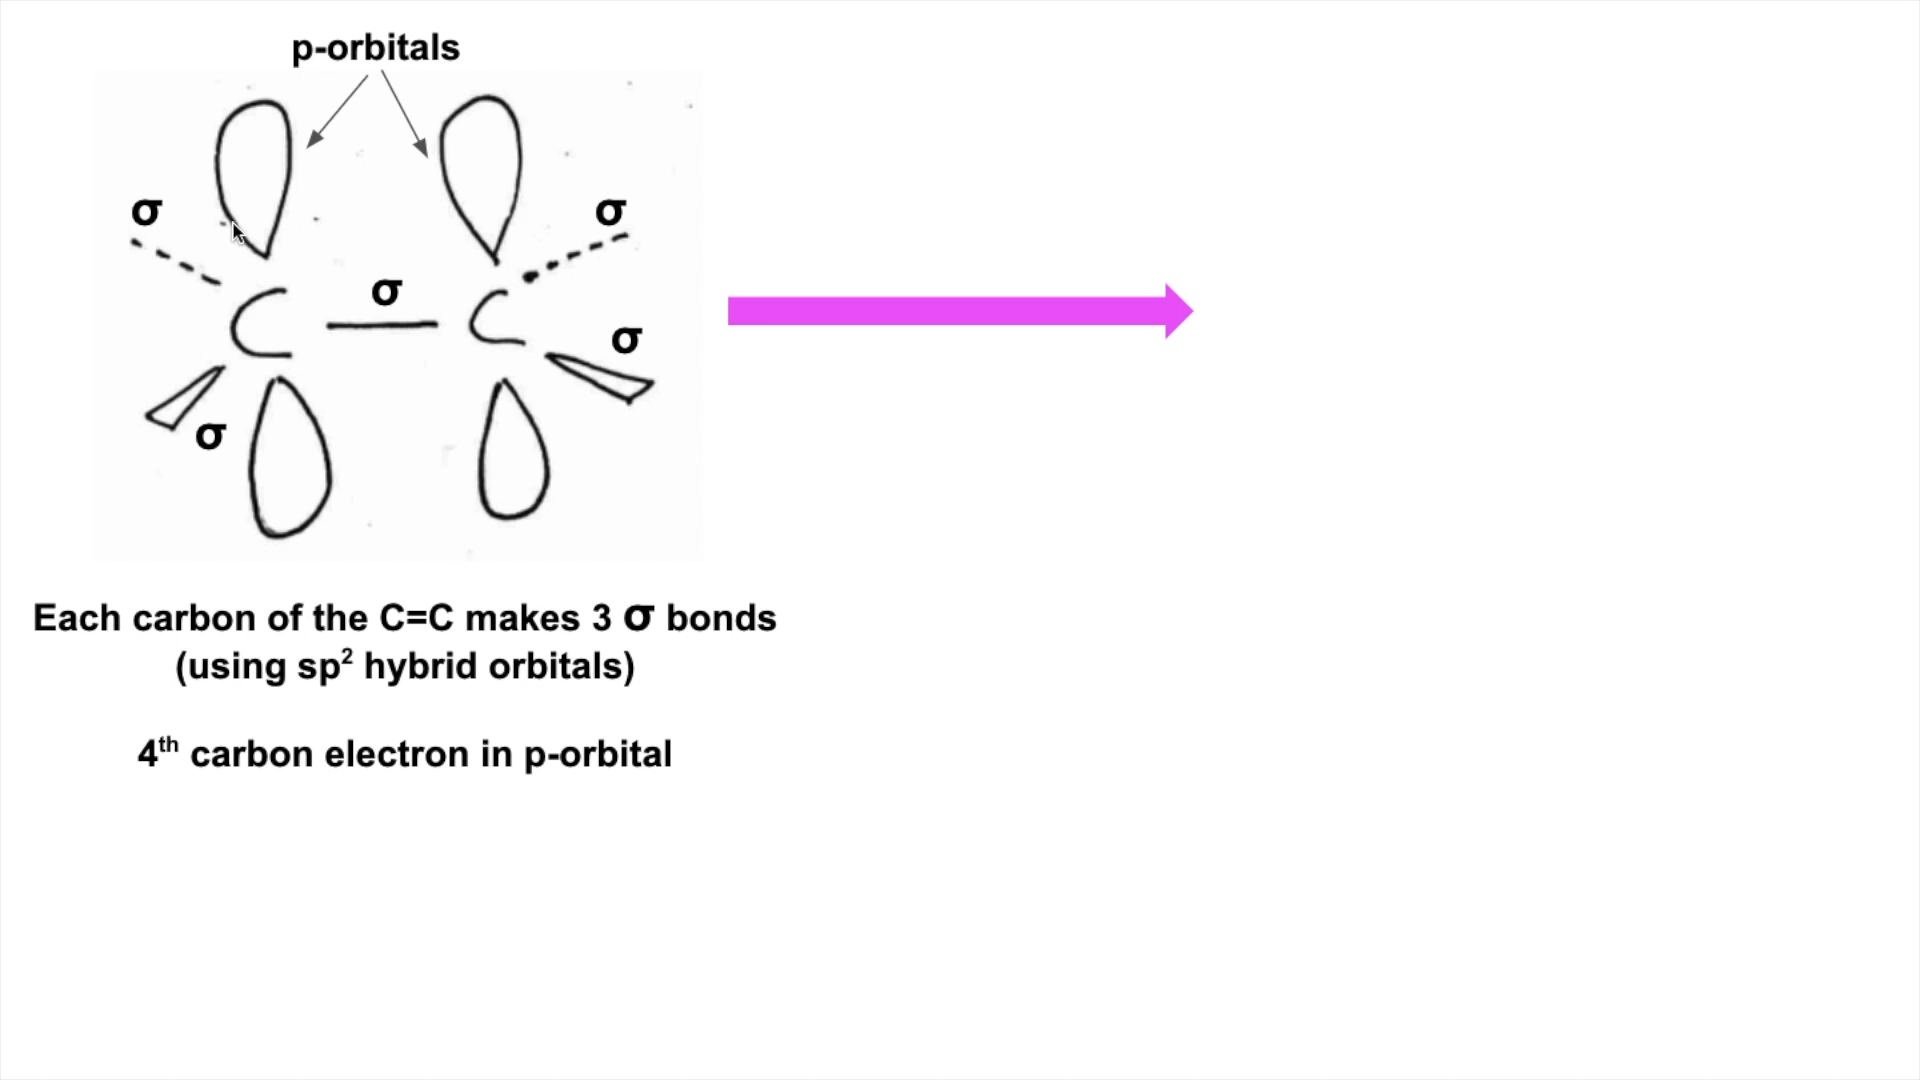 p-orbitals
σ
σ
σ
C
C
σ
σ
Each carbon of the C=C makes 3 σ bonds
(using sp² hybrid orbitals)
4ᵗʰ carbon electron in p-orbital